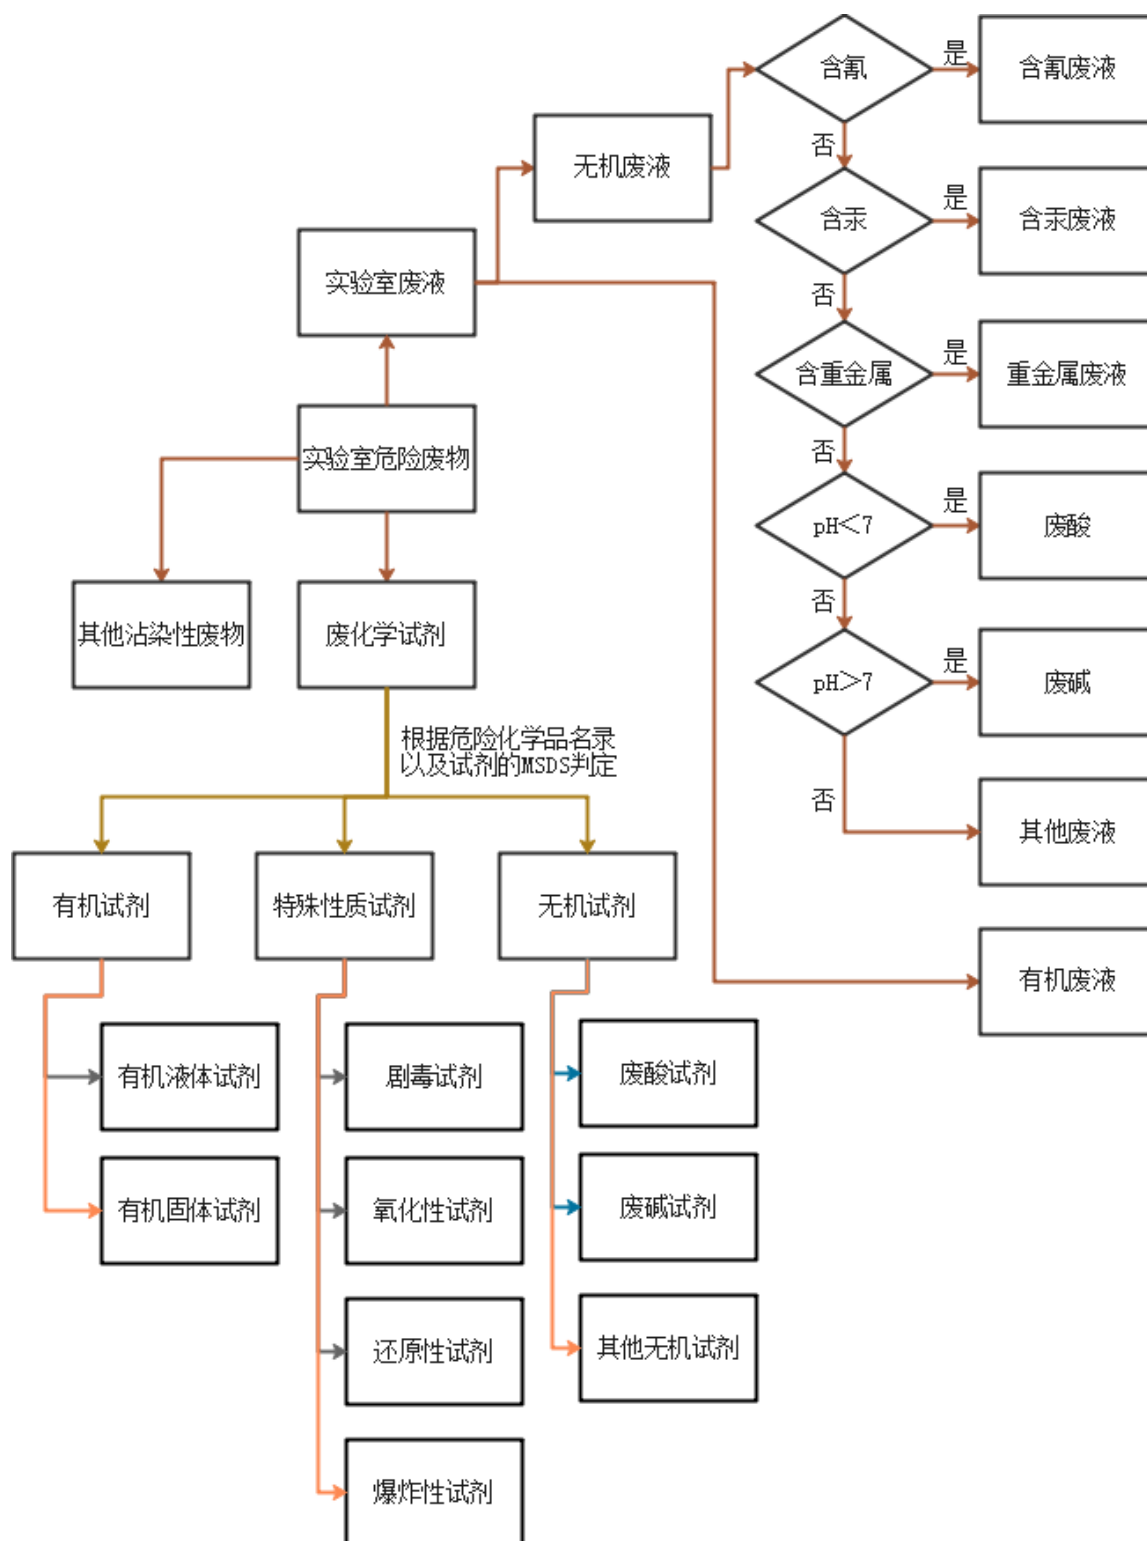 含氰
是
含氰废液
无机废液
否
含汞
是
含汞废液
实验室废液
否
含重金属
是
重金属废液
实验室危险废物
否
pH＜7
是
废酸
其他沾染性废物
废化学试剂
否
pH＞7
是
废碱
根据危险化学品名录
以及试剂的MSDS判定
否
其他废液
有机试剂
特殊性质试剂
无机试剂
有机废液
有机液体试剂
剧毒试剂
废酸试剂
有机固体试剂
氧化性试剂
废碱试剂
还原性试剂
其他无机试剂
爆炸性试剂